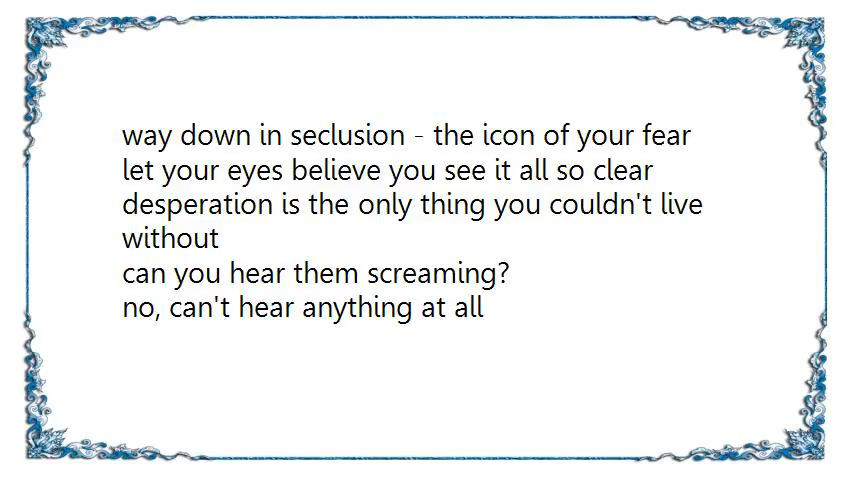 way down in seclusion - the icon of your fear
let your eyes believe you see it all so clear
desperation is the only thing you couldn't live
without
can you hear them screaming?
no, can't hear anything at all